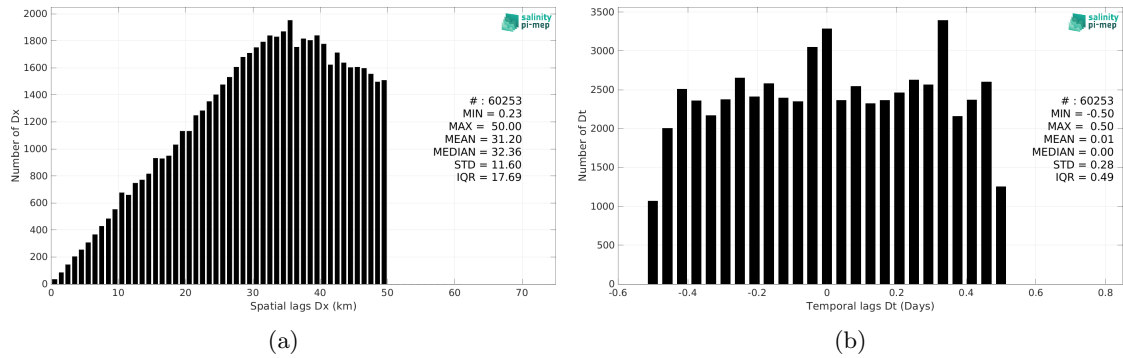 Number of Dx
2000
1800
1600
1400
1200
1000
800
600
400
200
0
0 10 20 30 40 50 60 70
Spatial lags Dx (km)
salinity
pi-mep
# : 60253
MIN = 0.23
MAX = 50.00
MEAN = 31.20
MEDIAN = 32.36
STD = 11.60
IQR = 17.69
(a)
Number of Dt
3500
3000
2500
2000
1500
1000
500
0
-0.6 -0.4 -0.2 0 0.2 0.4 0.6 0.8
Temporal lags Dt (Days)
salinity
pi-mep
# : 60253
MIN = -0.50
MAX = 0.50
MEAN = 0.01
MEDIAN = 0.00
STD = 0.28
IQR = 0.49
(b)